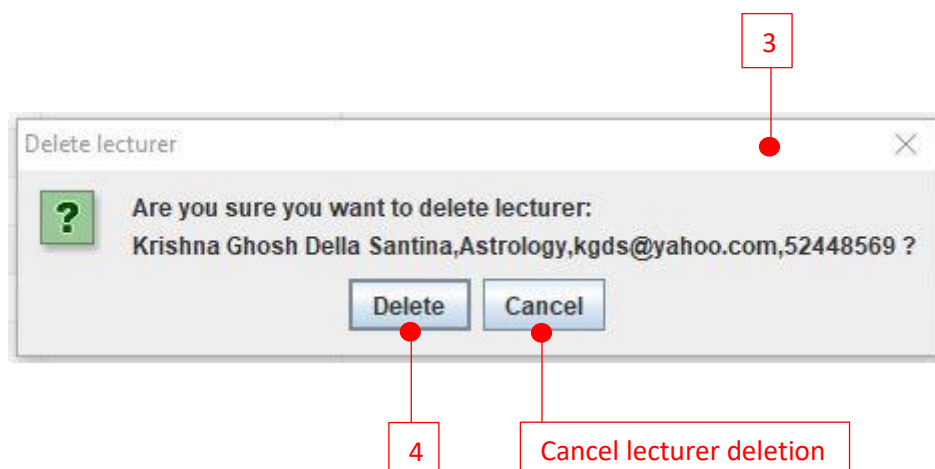 3
Delete lecturer
?
Are you sure you want to delete lecturer:
Krishna Ghosh Della Santina,Astrology,kgds@yahoo.com,52448569 ?
Delete Cancel
4 Cancel lecturer deletion